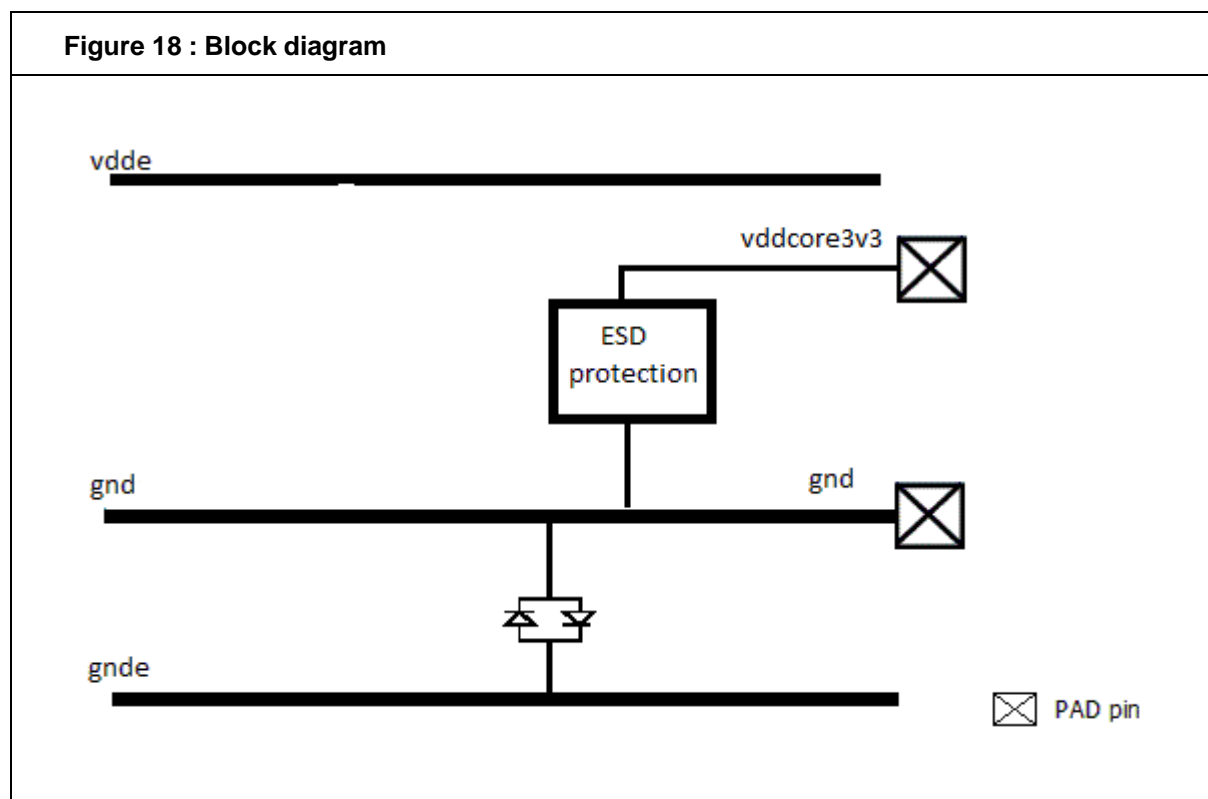 Figure 18 : Block diagram
vdde
vddcore3v3
ESD
protection
gnd
gnd
gnde
PAD pin